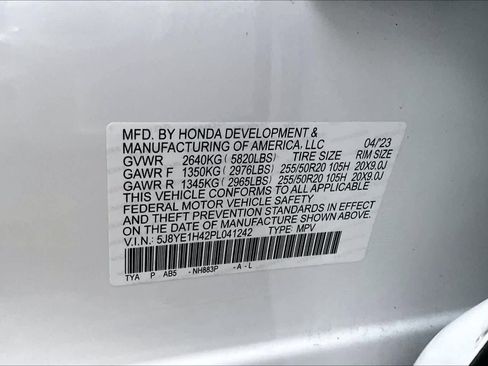 MFD. BY HONDA DEVELOPMENT &
MANUFACTURING OF AMERICA, LLC 04/'23
GVWR 2640KG (5820LBS) TIRE SIZE RIM SIZE
GAWR F 1350KG (2976LBS) 255/50R20 105H 20X9.0J
GAWR R 1345KG (2965LBS) 255/50R20 105H 20X9.0J
THIS VEHICLE CONFORMS TO ALL APPLICABLE
FEDERAL MOTOR VEHICLE SAFETY
AND THEFT PREVENTION STANDARDS IN EFFECT
ON THE DATE OF MANUFACTURE SHOWN ABOVE.
V.I.N.: 5J8YE1H42PL041242 TYPE: MPV
TYA P AB5 -NH883P -A-L